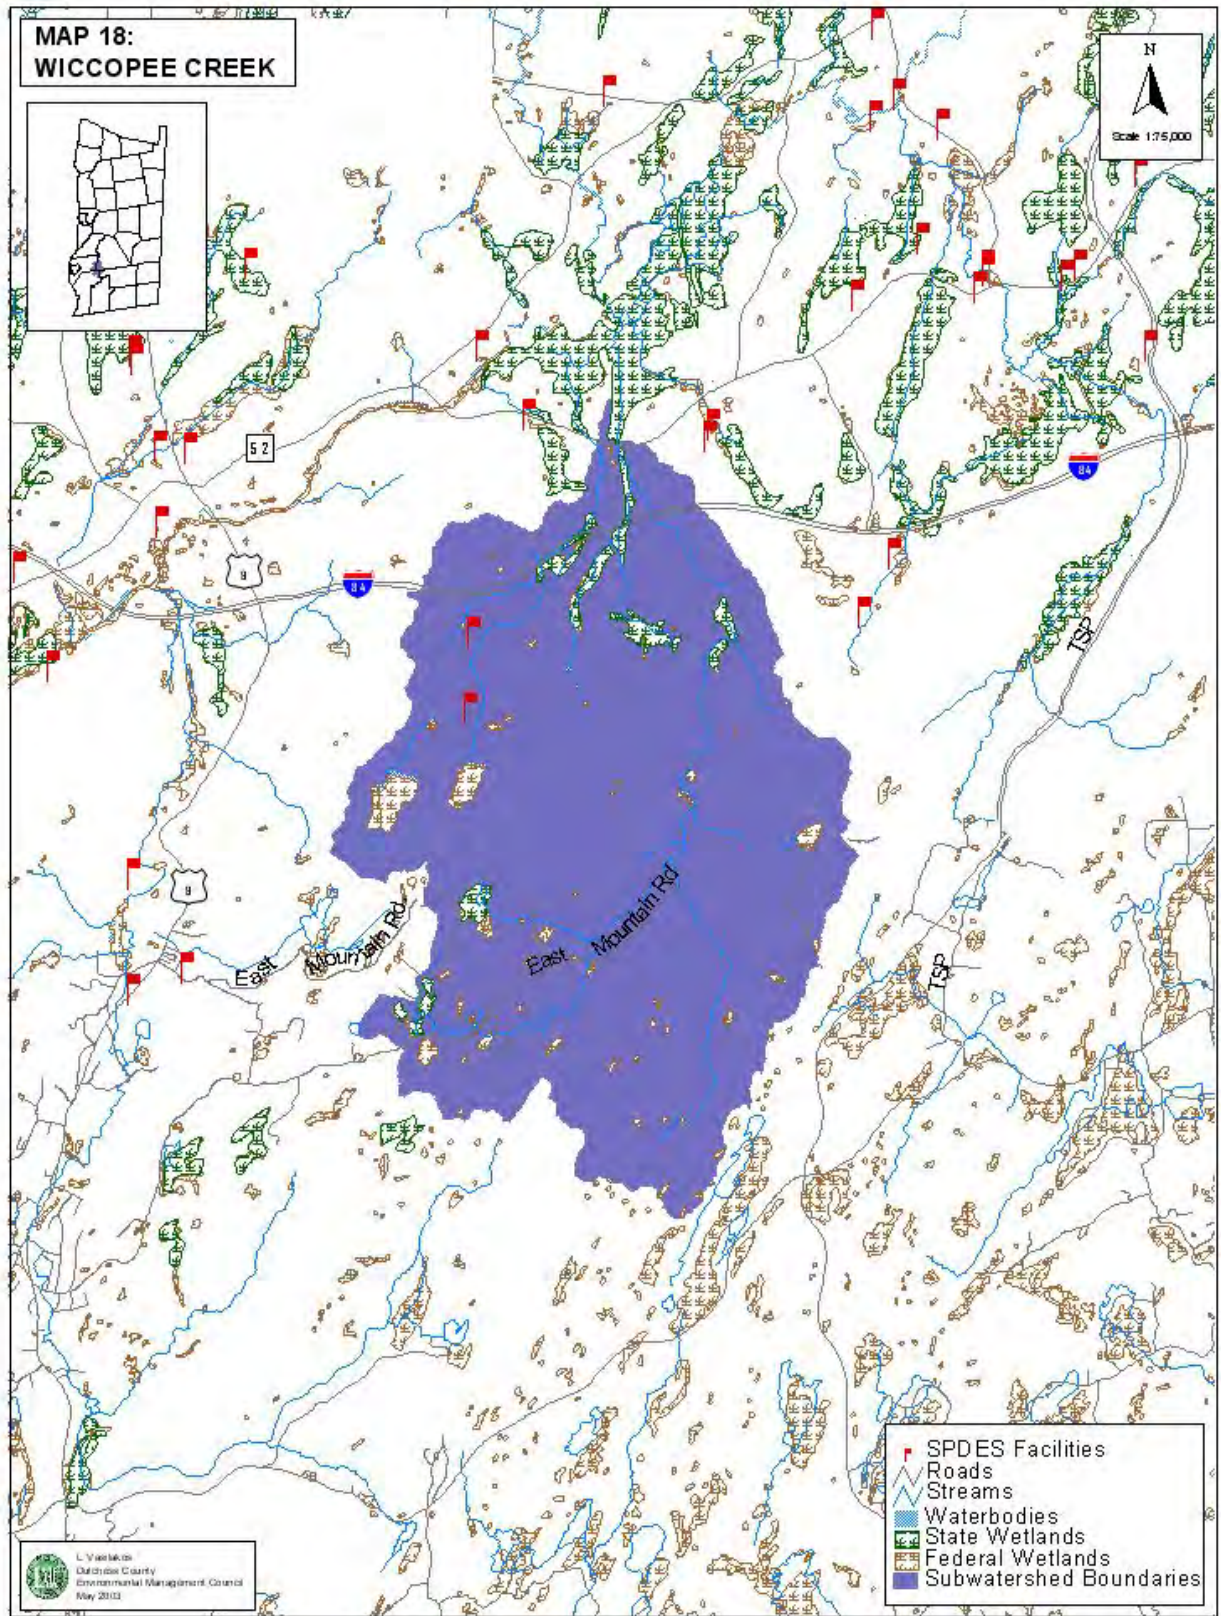 MAP 18:
WICCOPEE CREEK
N
Scale 1:75,000
52
84
9
84
TSP
9
East Mountain Rd
East Mountain Rd
TSP
SPDES Facilities
Roads
Streams
Waterbodies
State Wetlands
Federal Wetlands
Subwatershed Boundaries
L. Vasilakos
Dutchess County
Environmental Management Council
May 2003